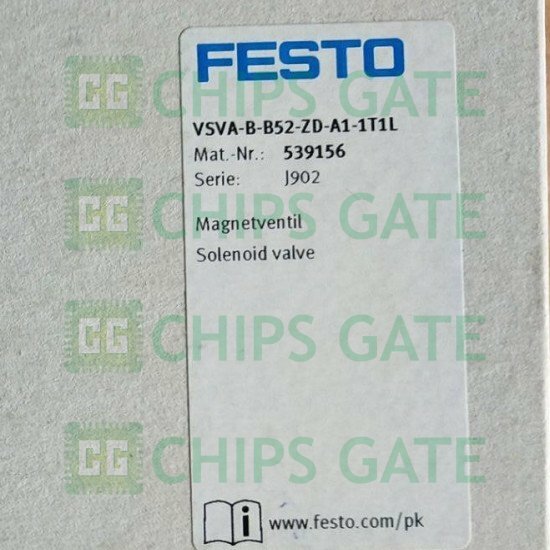 FESTO
CG CHIPS GATE
VSVA-B-B52-ZD-A1-1T1L
Mat.-Nr.: 539156
Serie: J902
CG CHIPS GATE
Magnetventil
Solenoid valve
CG CHIPS GATE
CG CHIPS GATE
i www.festo.com/pk